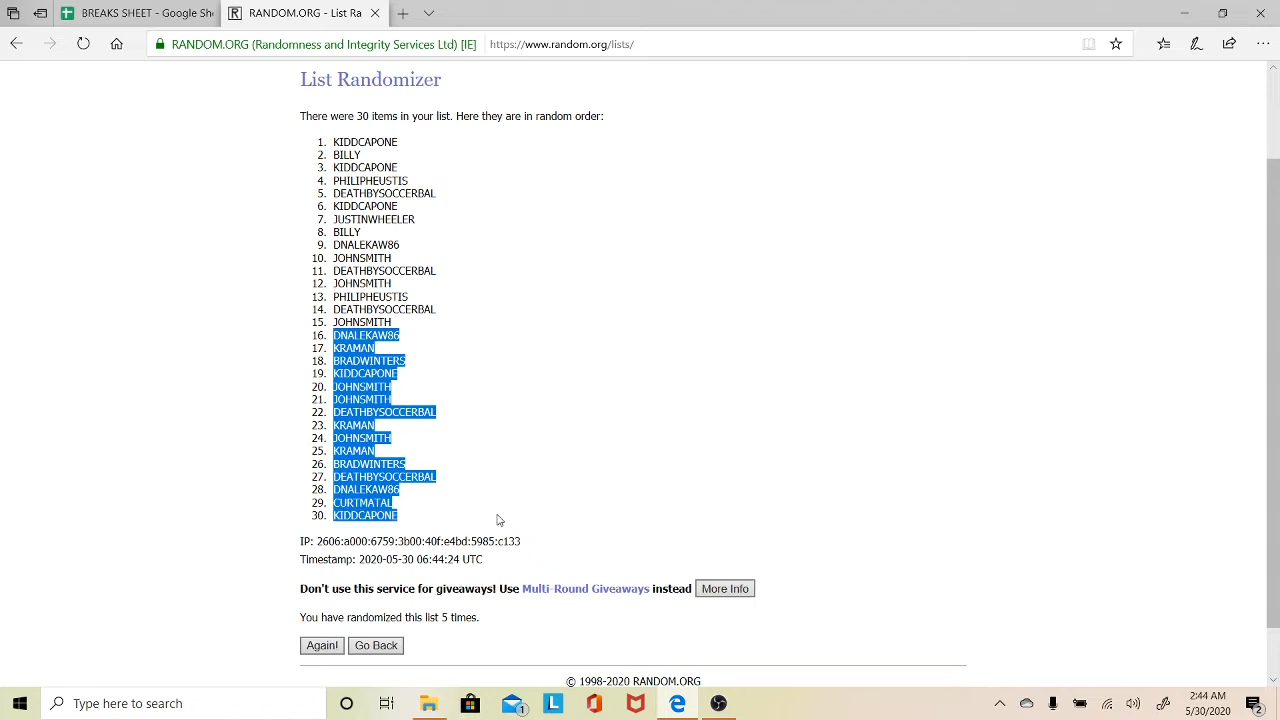 BREAKS SHEET - Google She
RANDOM.ORG - List Ra
RANDOM.ORG (Randomness and Integrity Services Ltd) [IE]
https://www.random.org/lists/
List Randomizer
There were 30 items in your list. Here they are in random order:
1. KIDDCAPONE
2. BILLY
3. KIDDCAPONE
4. PHILIPHEUSTIS
5. DEATHBYSOCCERBAL
6. KIDDCAPONE
7. JUSTINWHEELER
8. BILLY
9. DNALEKAW86
10. JOHNSMITH
11. DEATHBYSOCCERBAL
12. JOHNSMITH
13. PHILIPHEUSTIS
14. DEATHBYSOCCERBAL
15. JOHNSMITH
16. DNALEKAW86
17. KRAMAN
18. BRADWINTERS
19. KIDDCAPONE
20. JOHNSMITH
21. JOHNSMITH
22. DEATHBYSOCCERBAL
23. KRAMAN
24. JOHNSMITH
25. KRAMAN
26. BRADWINTERS
27. DEATHBYSOCCERBAL
28. DNALEKAW86
29. CURTMATAL
30. KIDDCAPONE
IP: 2606:a000:6759:3b00:40f:e4bd:5985:c133
Timestamp: 2020-05-30 06:44:24 UTC
Don't use this service for giveaways! Use Multi-Round Giveaways instead More Info
You have randomized this list 5 times.
Again! Go Back
© 1998-2020 RANDOM.ORG
Type here to search
2:44 AM
5/30/2020